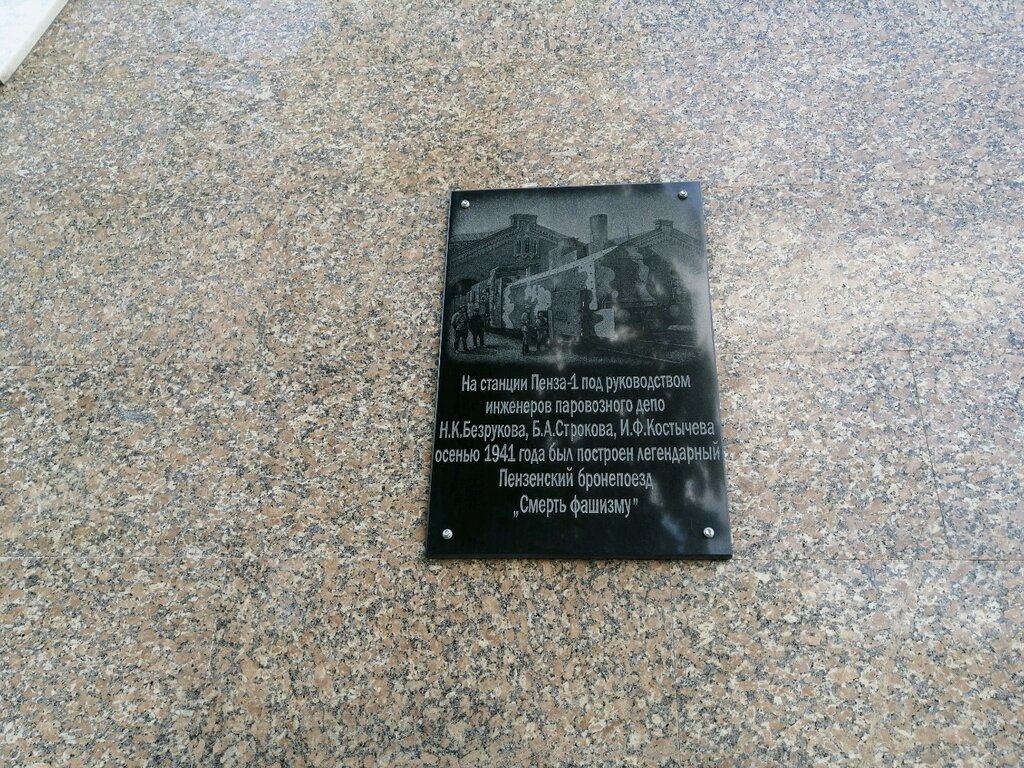 На станции Пенза-1 под руководством
инженеров паровозного депо
Н.К.Безрукова, Б.А.Строкова, И.Ф.Костычева
осенью 1941 года был построен легендарный
Пензенский бронепоезд
„Смерть фашизму”